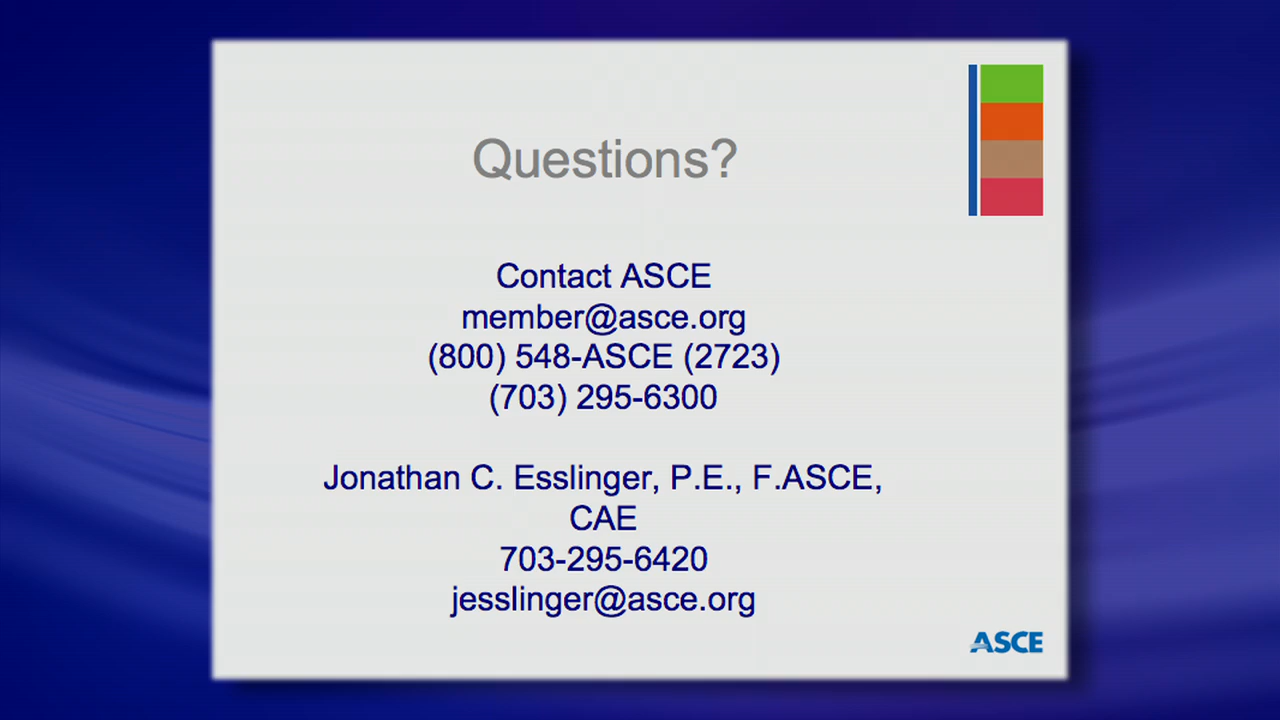 Questions?
Contact ASCE
member@asce.org
(800) 548-ASCE (2723)
(703) 295-6300
Jonathan C. Esslinger, P.E., F.ASCE,
CAE
703-295-6420
jesslinger@asce.org
ASCE